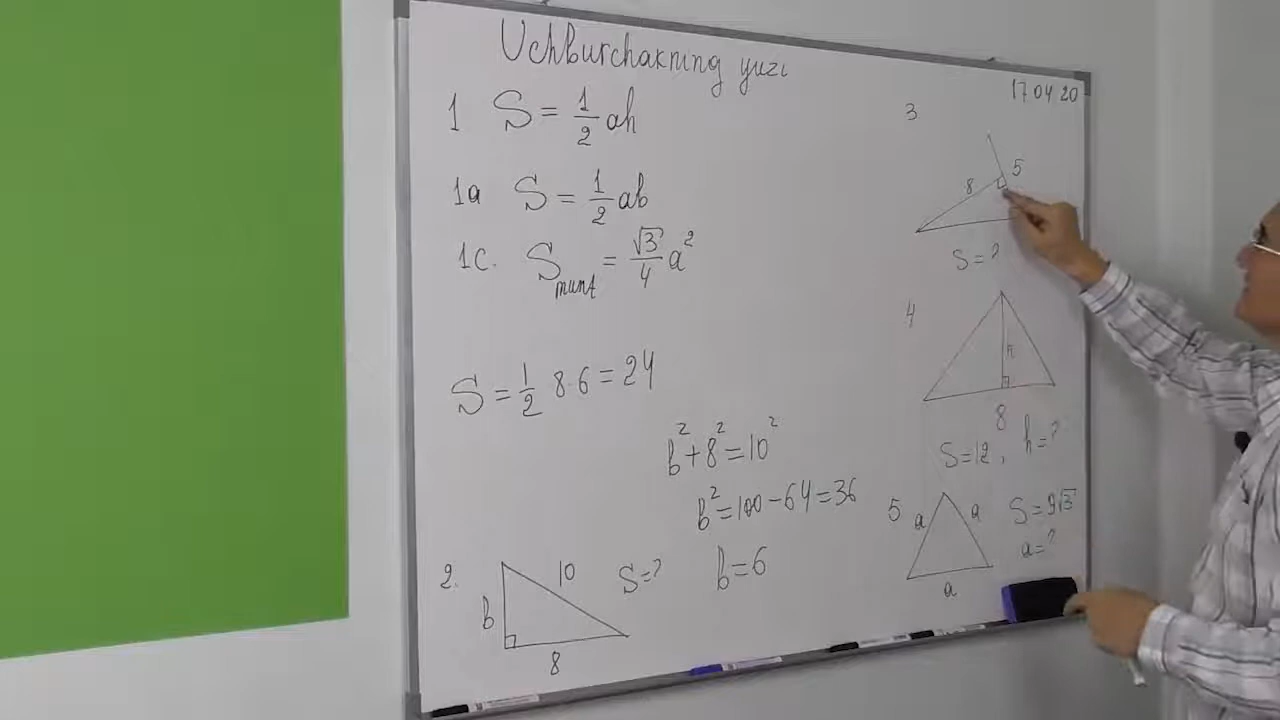 Uchburchakning yuzi
17 04 20
1 S = 1/2 ah
1a S = 1/2 ab
1c. Smunt = √3/4 a²
S = 1/2 8·6 = 24
b² + 8² = 10²
b² = 100 - 64 = 36
b = 6
2.
10
b
8
S = ?
3
8
5
S = ?
4
h
8
S = 12, h = ?
5
a
a
a
S = 9√3
a = ?